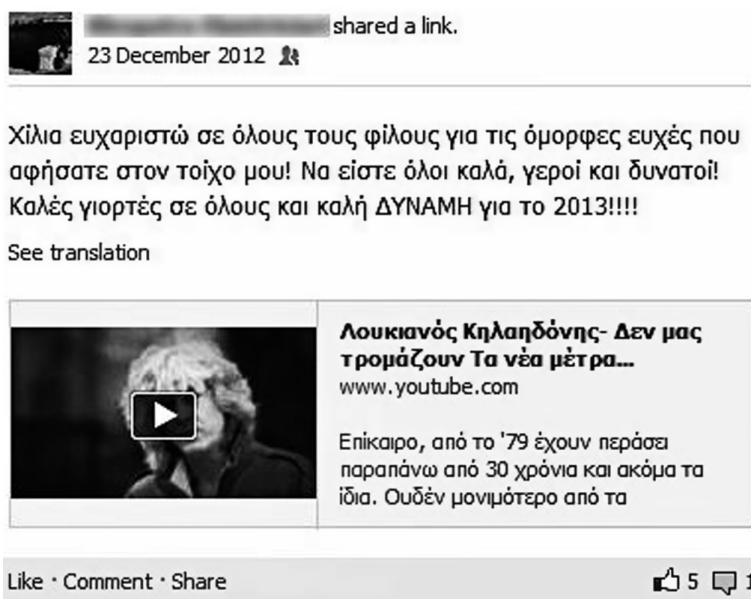 shared a link.
23 December 2012
Χίλια ευχαριστώ σε όλους τους φίλους για τις όμορφες ευχές που
αφήσατε στον τοίχο μου! Να είστε όλοι καλά, γεροί και δυνατοί!
Καλές γιορτές σε όλους και καλή ΔΥΝΑΜΗ για το 2013!!!!
See translation
Λουκιανός Κηλαηδόνης- Δεν μας
τρομάζουν Τα νέα μέτρα...
www.youtube.com
Επίκαιρο, από το '79 έχουν περάσει
παραπάνω από 30 χρόνια και ακόμα τα
ίδια. Ουδέν μονιμότερο από τα
Like · Comment · Share 5 1